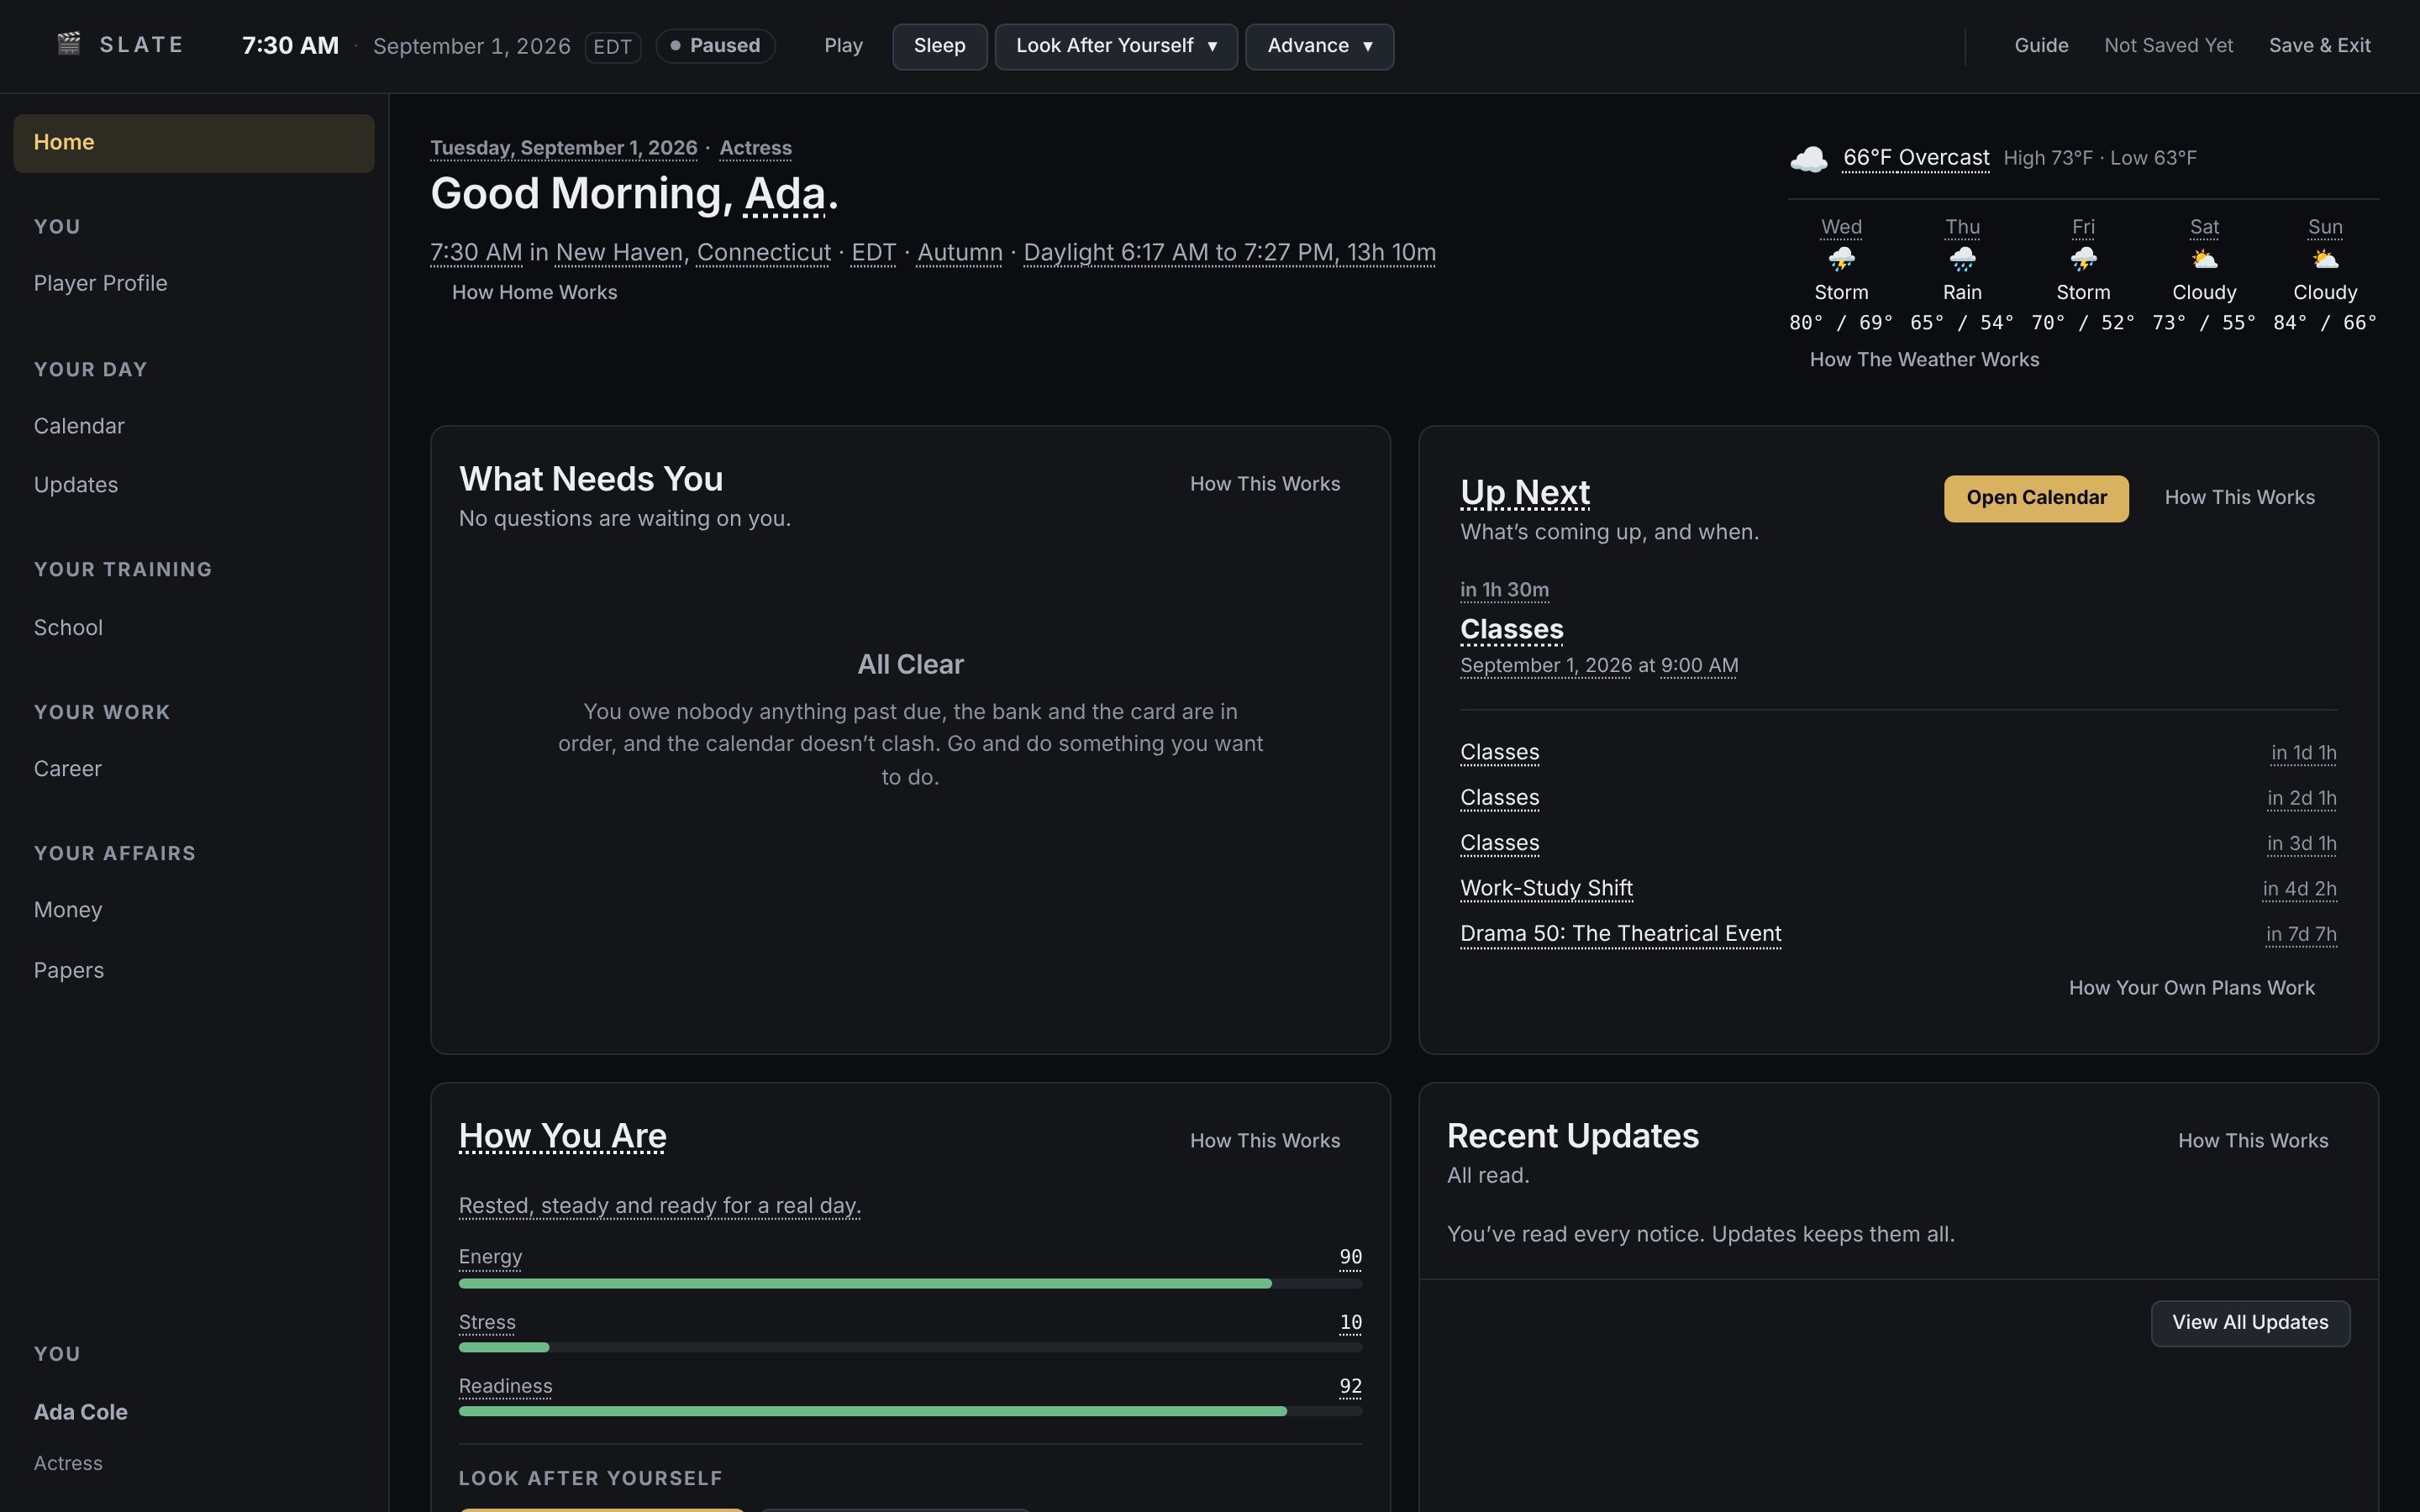 SLATE
7:30 AM · September 1, 2026 EDT Paused
Play
Sleep
Look After Yourself ▾
Advance ▾
Guide
Not Saved Yet
Save & Exit
Home
YOU
Player Profile
YOUR DAY
Calendar
Updates
YOUR TRAINING
School
YOUR WORK
Career
YOUR AFFAIRS
Money
Papers
YOU
Ada Cole
Actress
Tuesday, September 1, 2026 · Actress
Good Morning, Ada.
7:30 AM in New Haven, Connecticut · EDT · Autumn · Daylight 6:17 AM to 7:27 PM, 13h 10m
How Home Works
66°F Overcast High 73°F · Low 63°F
Wed Thu Fri Sat Sun
Storm Rain Storm Cloudy Cloudy
80° / 69° 65° / 54° 70° / 52° 73° / 55° 84° / 66°
How The Weather Works
What Needs You
How This Works
No questions are waiting on you.
All Clear
You owe nobody anything past due, the bank and the card are in
order, and the calendar doesn’t clash. Go and do something you want
to do.
Up Next
Open Calendar
How This Works
What’s coming up, and when.
in 1h 30m
Classes
September 1, 2026 at 9:00 AM
Classes in 1d 1h
Classes in 2d 1h
Classes in 3d 1h
Work-Study Shift in 4d 2h
Drama 50: The Theatrical Event in 7d 7h
How Your Own Plans Work
How You Are
How This Works
Rested, steady and ready for a real day.
Energy 90
Stress 10
Readiness 92
LOOK AFTER YOURSELF
Recent Updates
How This Works
All read.
You’ve read every notice. Updates keeps them all.
View All Updates